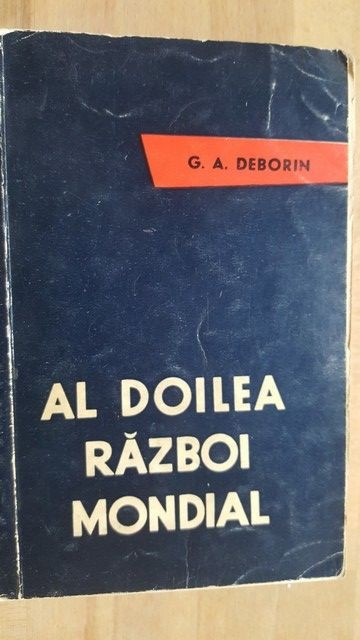 G. A. DEBORIN
AL DOILEA
RĂZBOI
MONDIAL